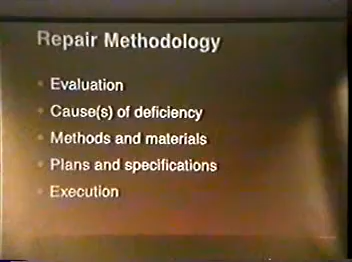 Repair Methodology
Evaluation
Cause(s) of deficiency
Methods and materials
Plans and specifications
Execution